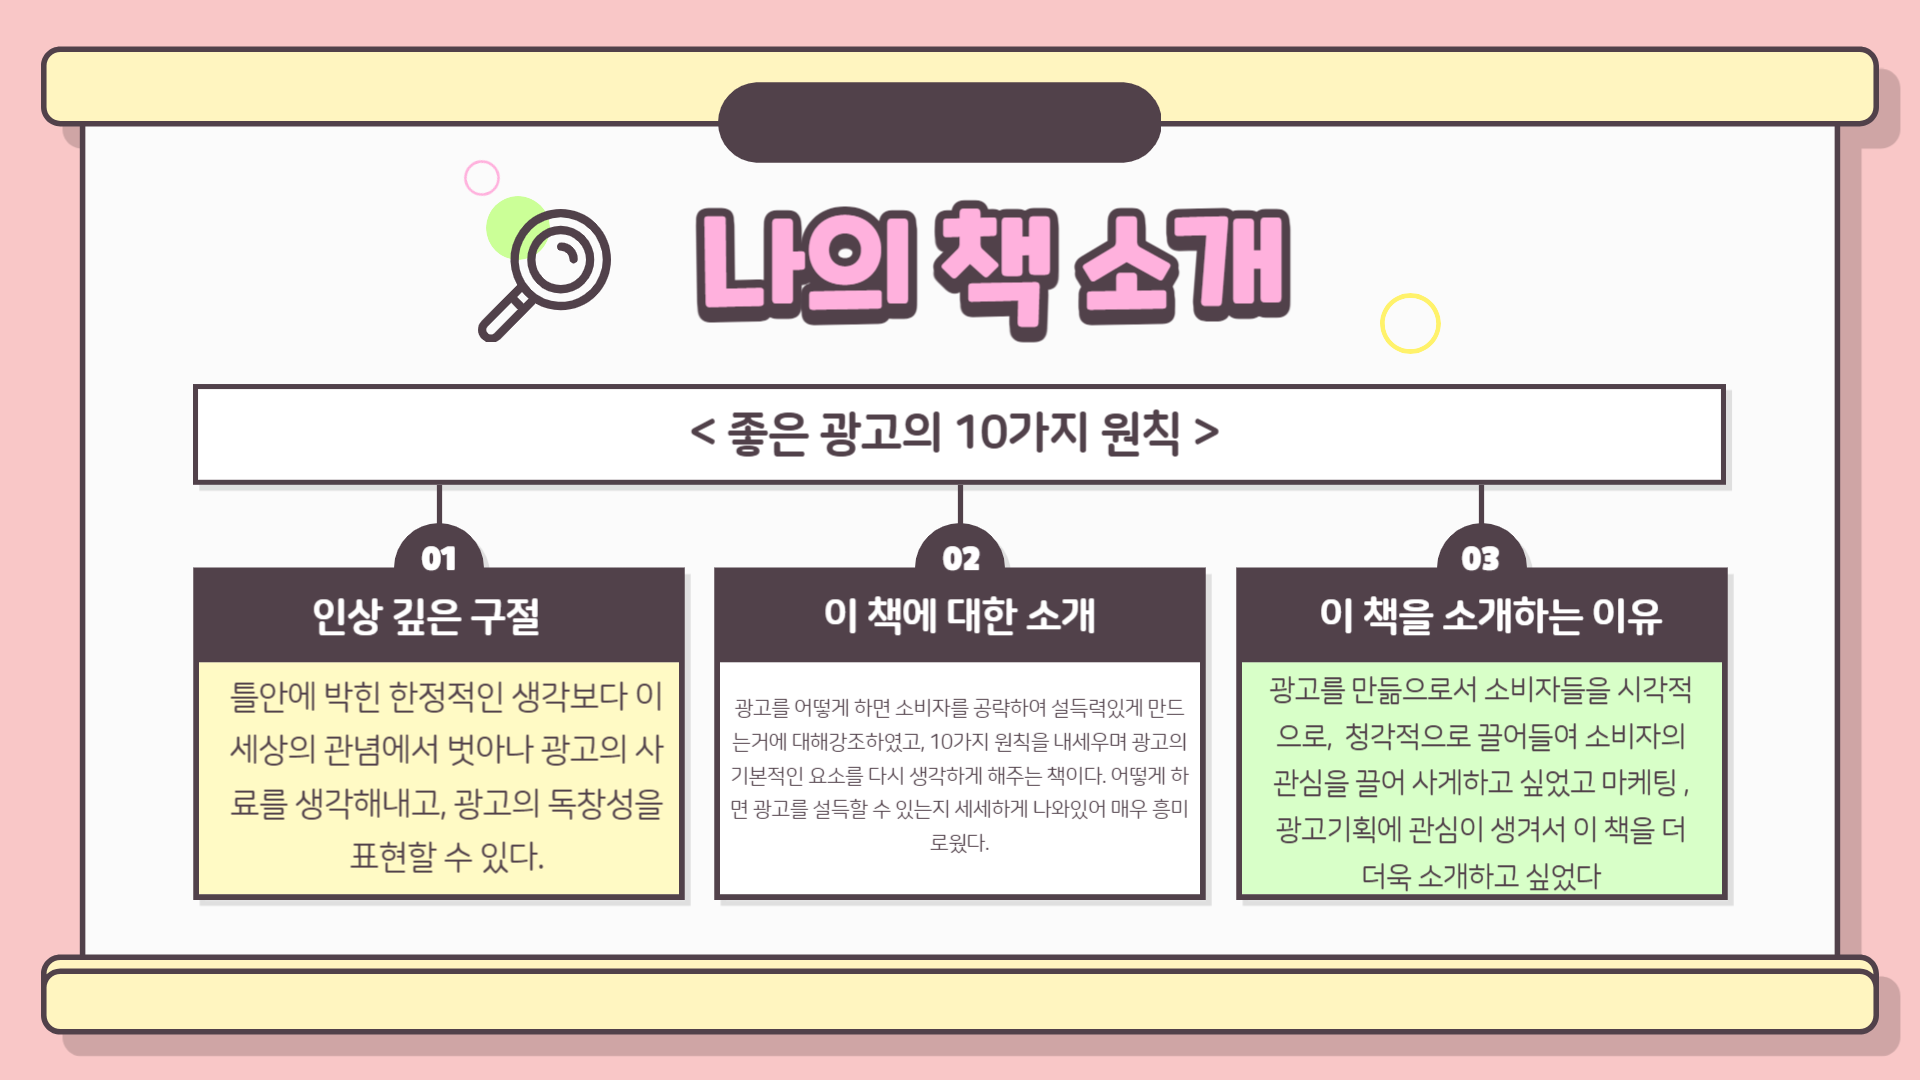 나의 책 소개
< 좋은 광고의 10가지 원칙 >
01
인상 깊은 구절
틀안에 박힌 한정적인 생각보다 이
세상의 관념에서 벗아나 광고의 사
료를 생각해내고, 광고의 독창성을
표현할 수 있다.
02
이 책에 대한 소개
광고를 어떻게 하면 소비자를 공략하여 설득력있게 만드
는거에 대해강조하였고, 10가지 원칙을 내세우며 광고의
기본적인 요소를 다시 생각하게 해주는 책이다. 어떻게 하
면 광고를 설득할 수 있는지 세세하게 나와있어 매우 흥미
로웠다.
03
이 책을 소개하는 이유
광고를 만듦으로서 소비자들을 시각적
으로, 청각적으로 끌어들여 소비자의
관심을 끌어 사게하고 싶었고 마케팅 ,
광고기획에 관심이 생겨서 이 책을 더
더욱 소개하고 싶었다